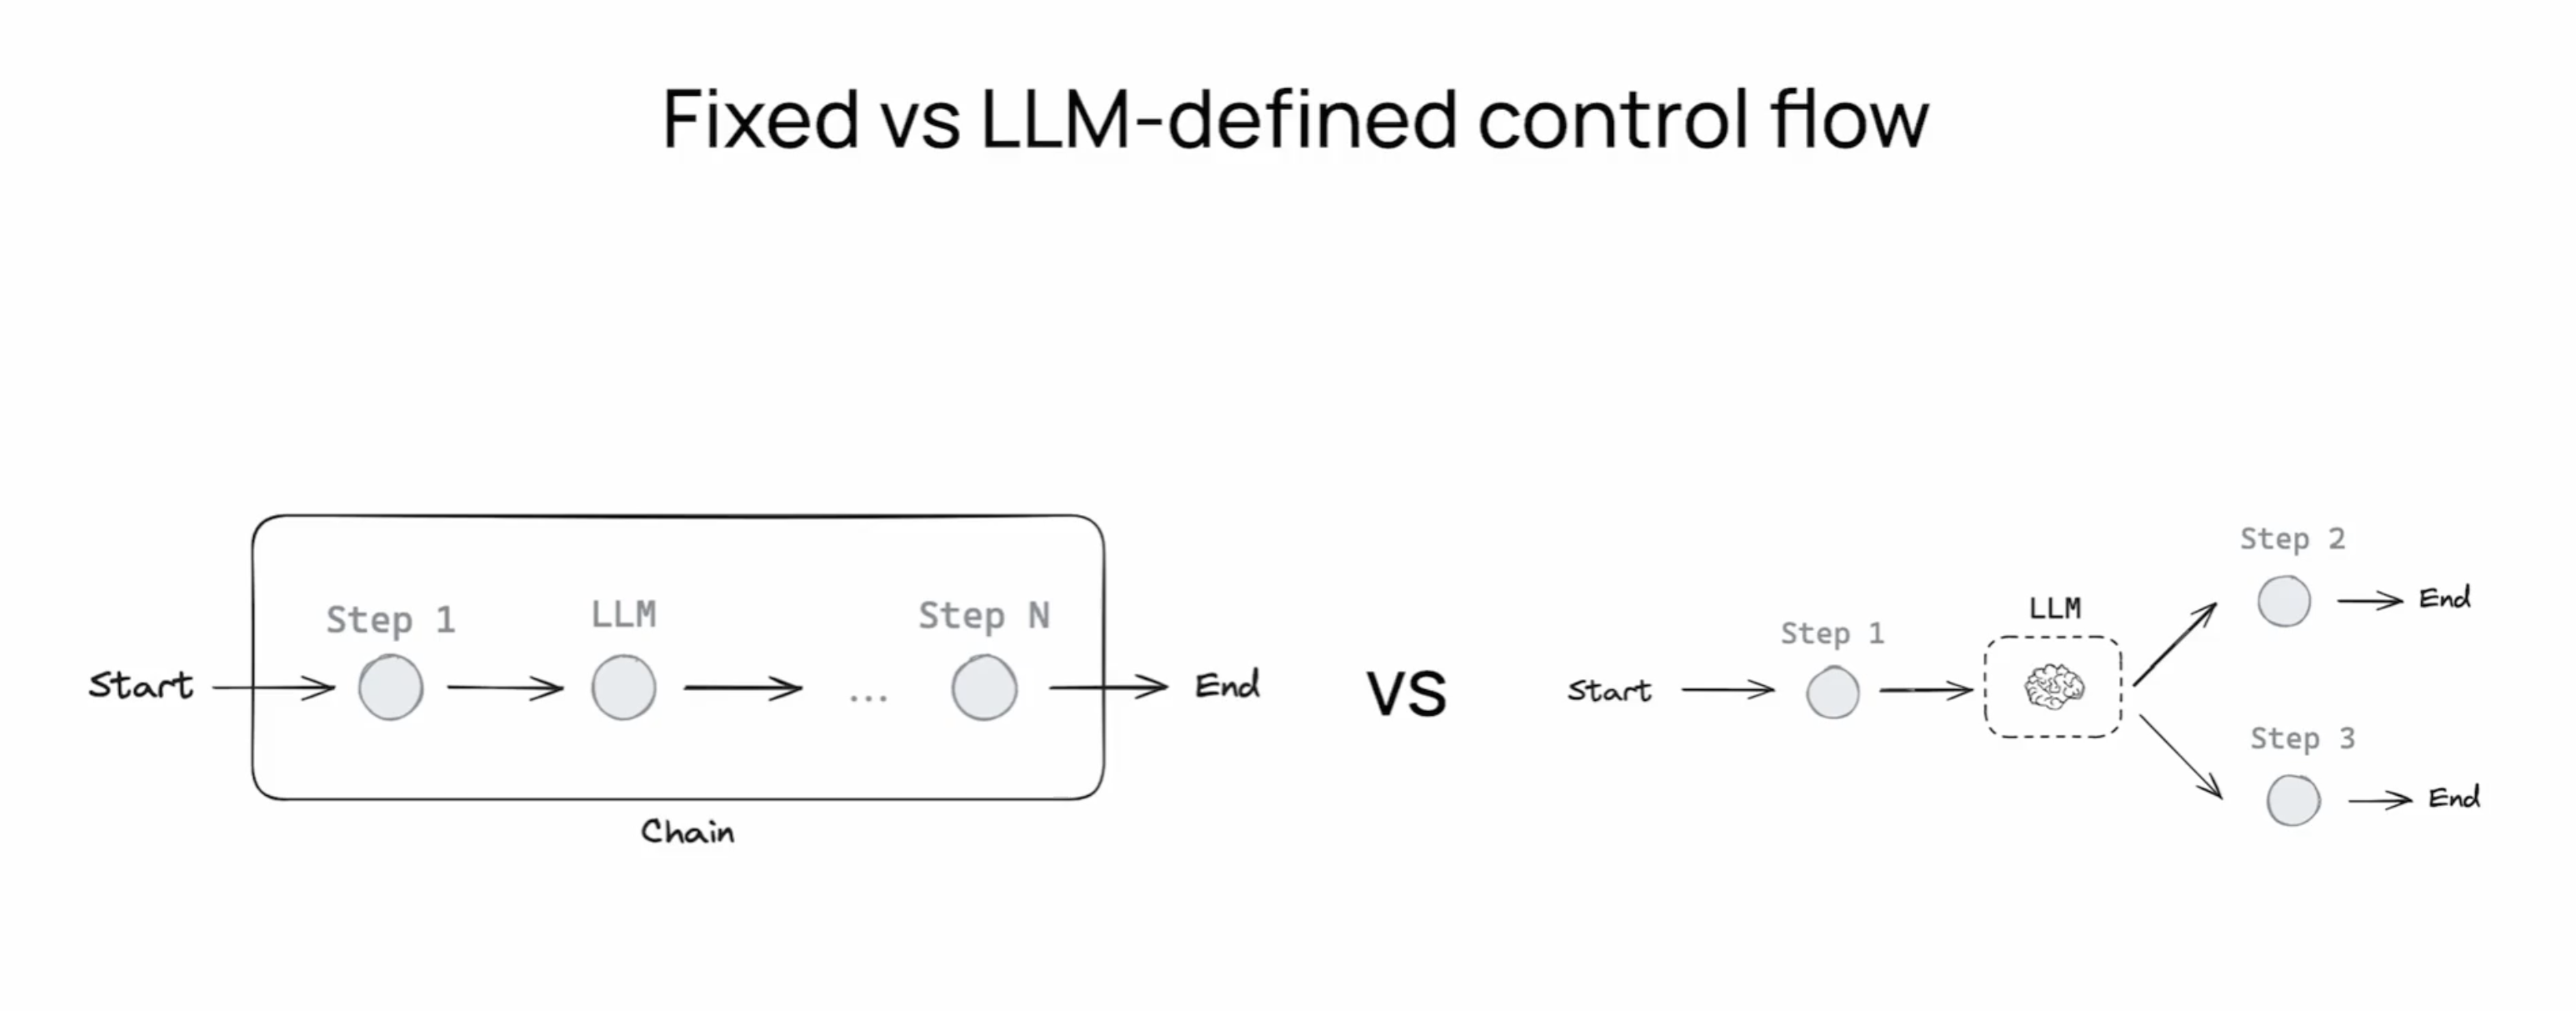 Fixed vs LLM-defined control flow
Start
Step 1
LLM
...
Step N
End
Chain
VS
Start
Step 1
LLM
Step 2
End
Step 3
End